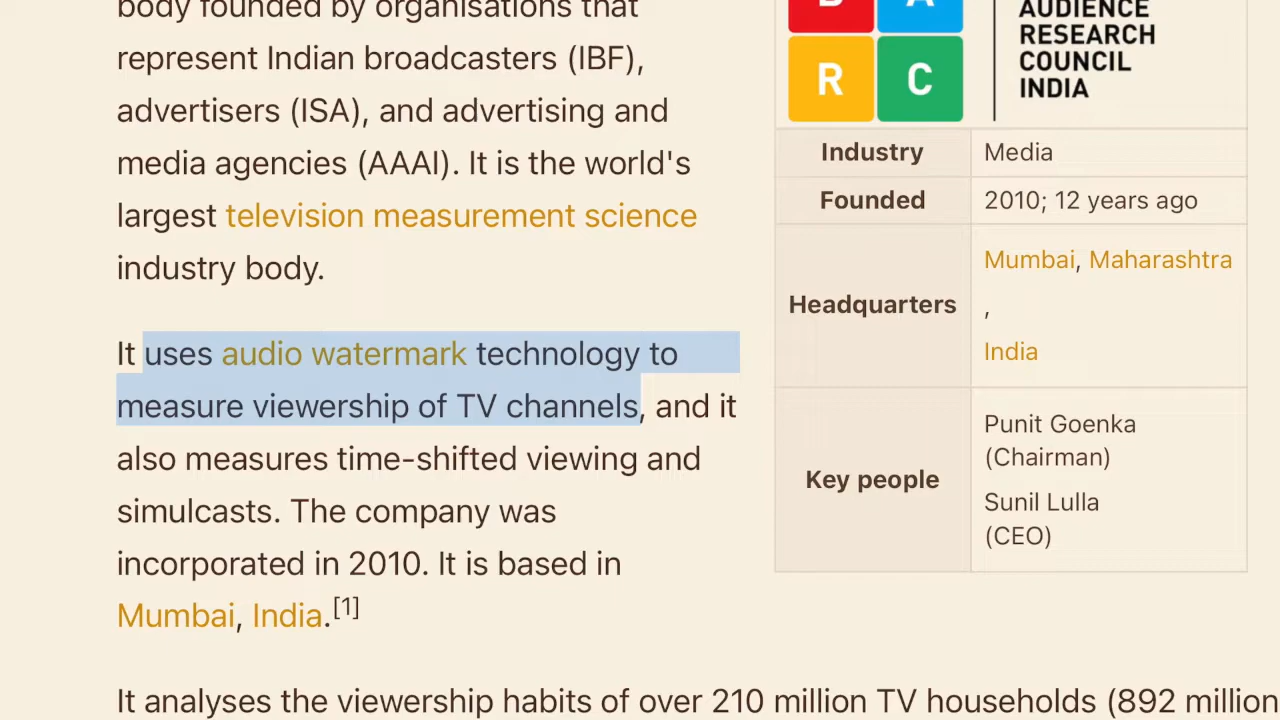 body founded by organisations that
represent Indian broadcasters (IBF),
advertisers (ISA), and advertising and
media agencies (AAAI). It is the world's
largest television measurement science
industry body.
It uses audio watermark technology to
measure viewership of TV channels, and it
also measures time-shifted viewing and
simulcasts. The company was
incorporated in 2010. It is based in
Mumbai, India.[1]
It analyses the viewership habits of over 210 million TV households (892 million
B A
R C
AUDIENCE
RESEARCH
COUNCIL
INDIA
Industry Media
Founded 2010; 12 years ago
Headquarters Mumbai, Maharashtra
,
India
Key people Punit Goenka
(Chairman)
Sunil Lulla
(CEO)